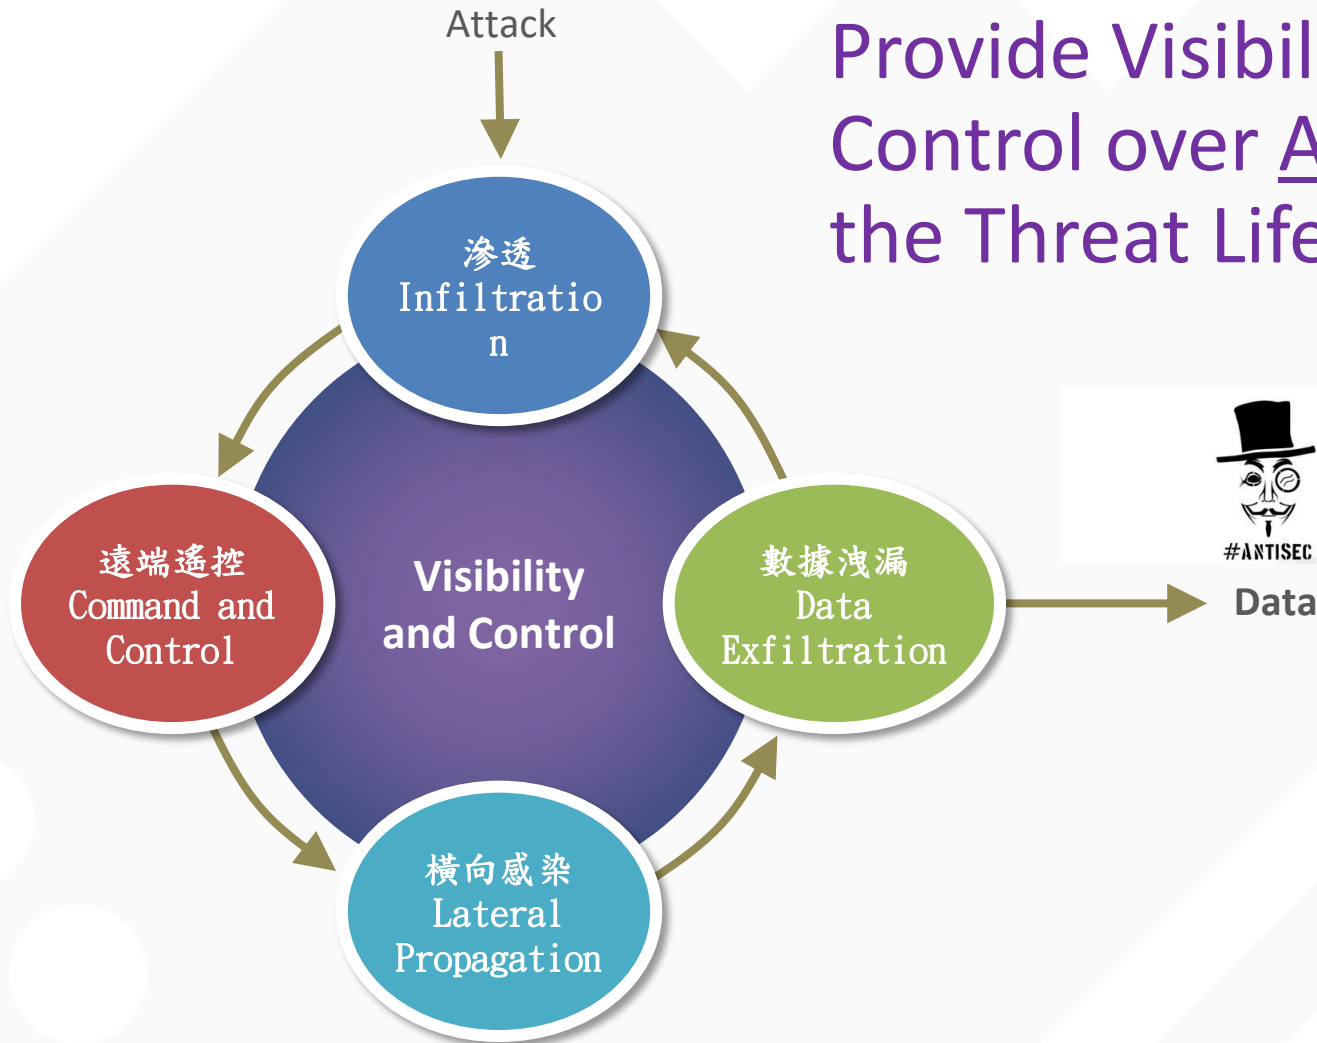 Attack
Provide Visibil
Control over A
the Threat Life
滲透
Infiltratio
n
#ANTISEC
遠端遙控
Command and
Control
Visibility
and Control
數據洩漏
Data
Exfiltration
Data
橫向感染
Lateral
Propagation